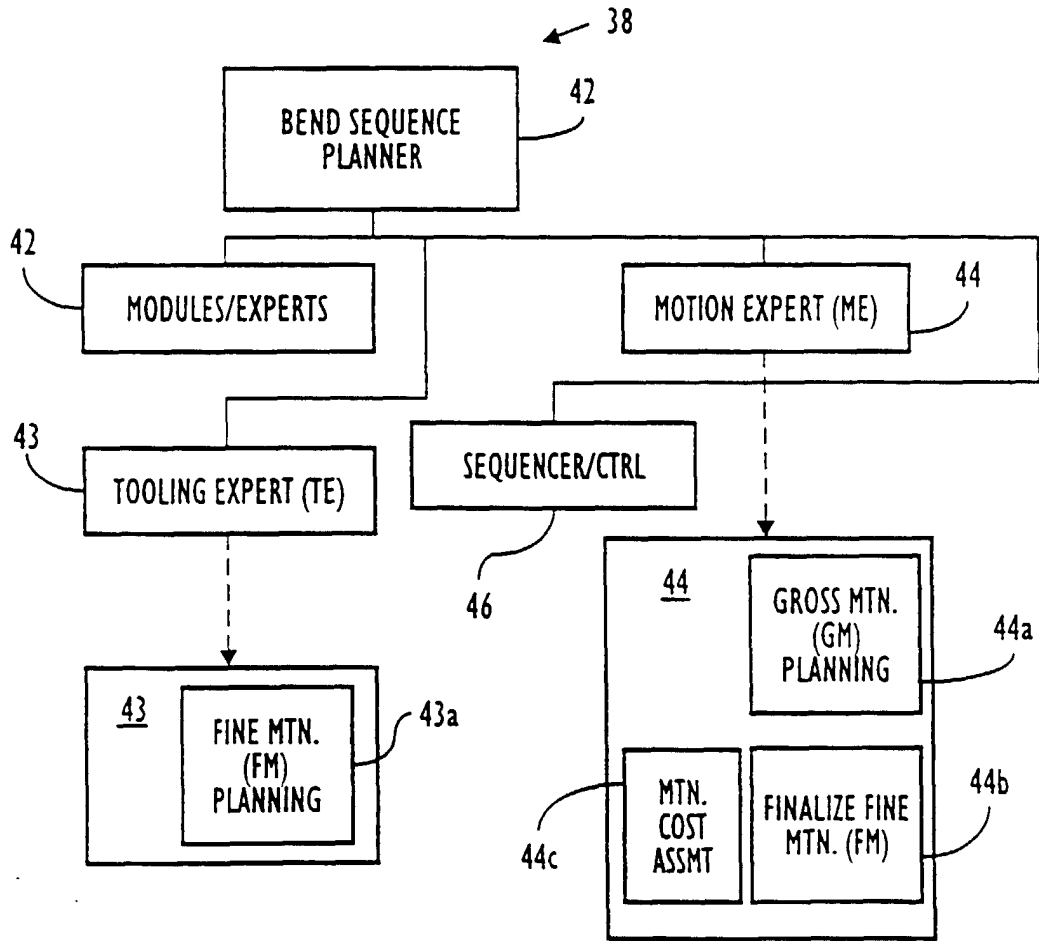 38
BEND SEQUENCE
PLANNER
42
42
MODULES/EXPERTS
MOTION EXPERT (ME)
44
43
TOOLING EXPERT (TE)
SEQUENCER/CTRL
46
44
GROSS MTN.
(GM)
PLANNING
44a
43
FINE MTN.
(FM)
PLANNING
43a
MTN.
COST
ASSMT
44c
FINALIZE FINE
MTN. (FM)
44b